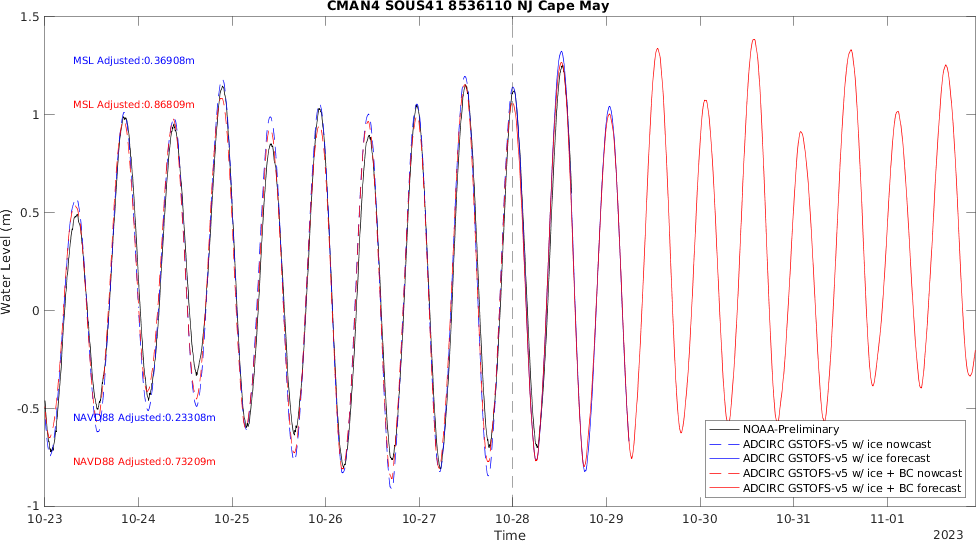 CMAN4 SOUS41 8536110 NJ Cape May
1.5
1
0.5
0
-0.5
-1
Water Level (m)
MSL Adjusted:0.36908m
MSL Adjusted:0.86809m
NAVD88 Adjusted:0.23308m
NAVD88 Adjusted:0.73209m
NOAA-Preliminary
ADCIRC GSTOFS-v5 w/ ice nowcast
ADCIRC GSTOFS-v5 w/ ice forecast
ADCIRC GSTOFS-v5 w/ ice + BC nowcast
ADCIRC GSTOFS-v5 w/ ice + BC forecast
10-23 10-24 10-25 10-26 10-27 10-28 10-29 10-30 10-31 11-01
Time
2023